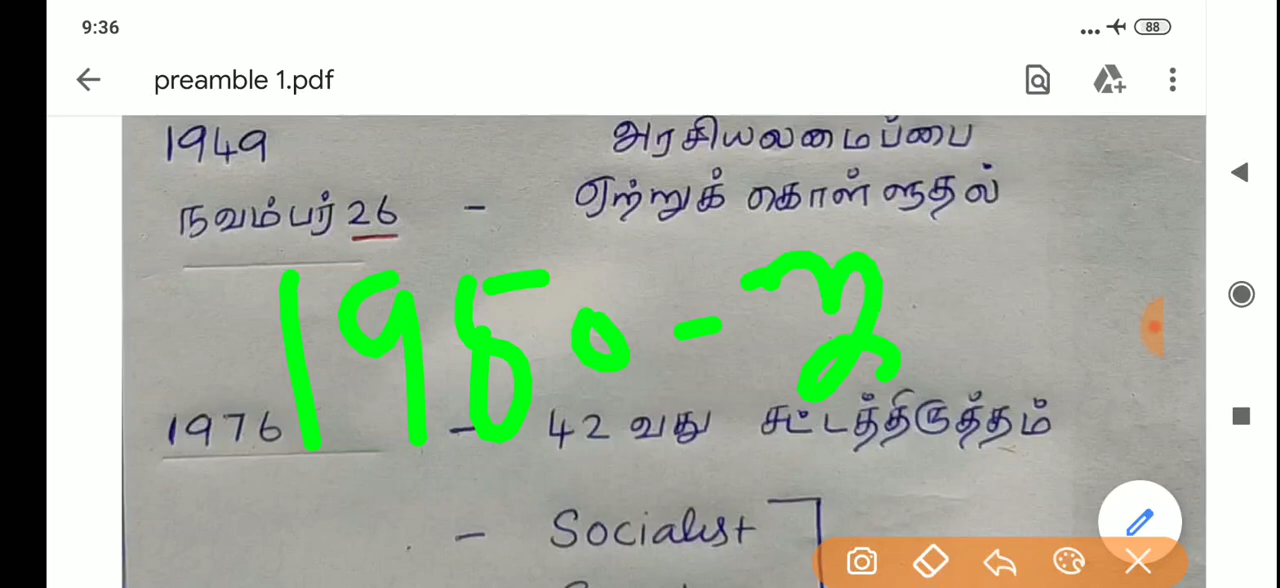 9:36
88
preamble 1.pdf
1949 அரசியலமைப்பை
நவம்பர் 26 - ஏற்றுக் கொள்ளுதல்
1950 -
1976 - 42 வது சட்டத்திருத்தம்
- Socialist